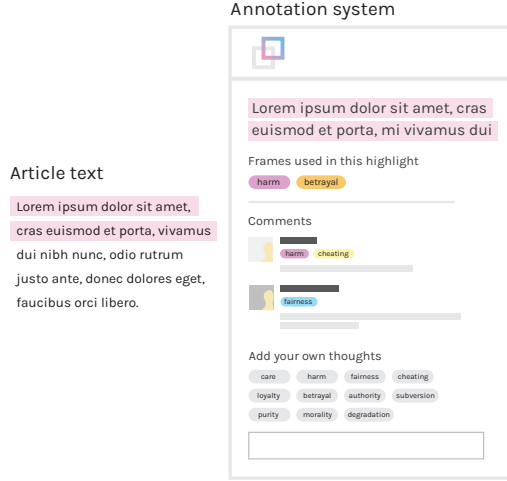 Annotation system
Article text
Lorem ipsum dolor sit amet,
cras euismod et porta, vivamus
dui nibh nunc, odio rutrum
justo ante, donec dolores eget,
faucibus orci libero.
Lorem ipsum dolor sit amet, cras
euismod et porta, mi vivamus dui
Frames used in this highlight
harm betrayal
Comments
harm cheating
fairness
Add your own thoughts
care harm fairness cheating
loyalty betrayal authority subversion
purity morality degradation